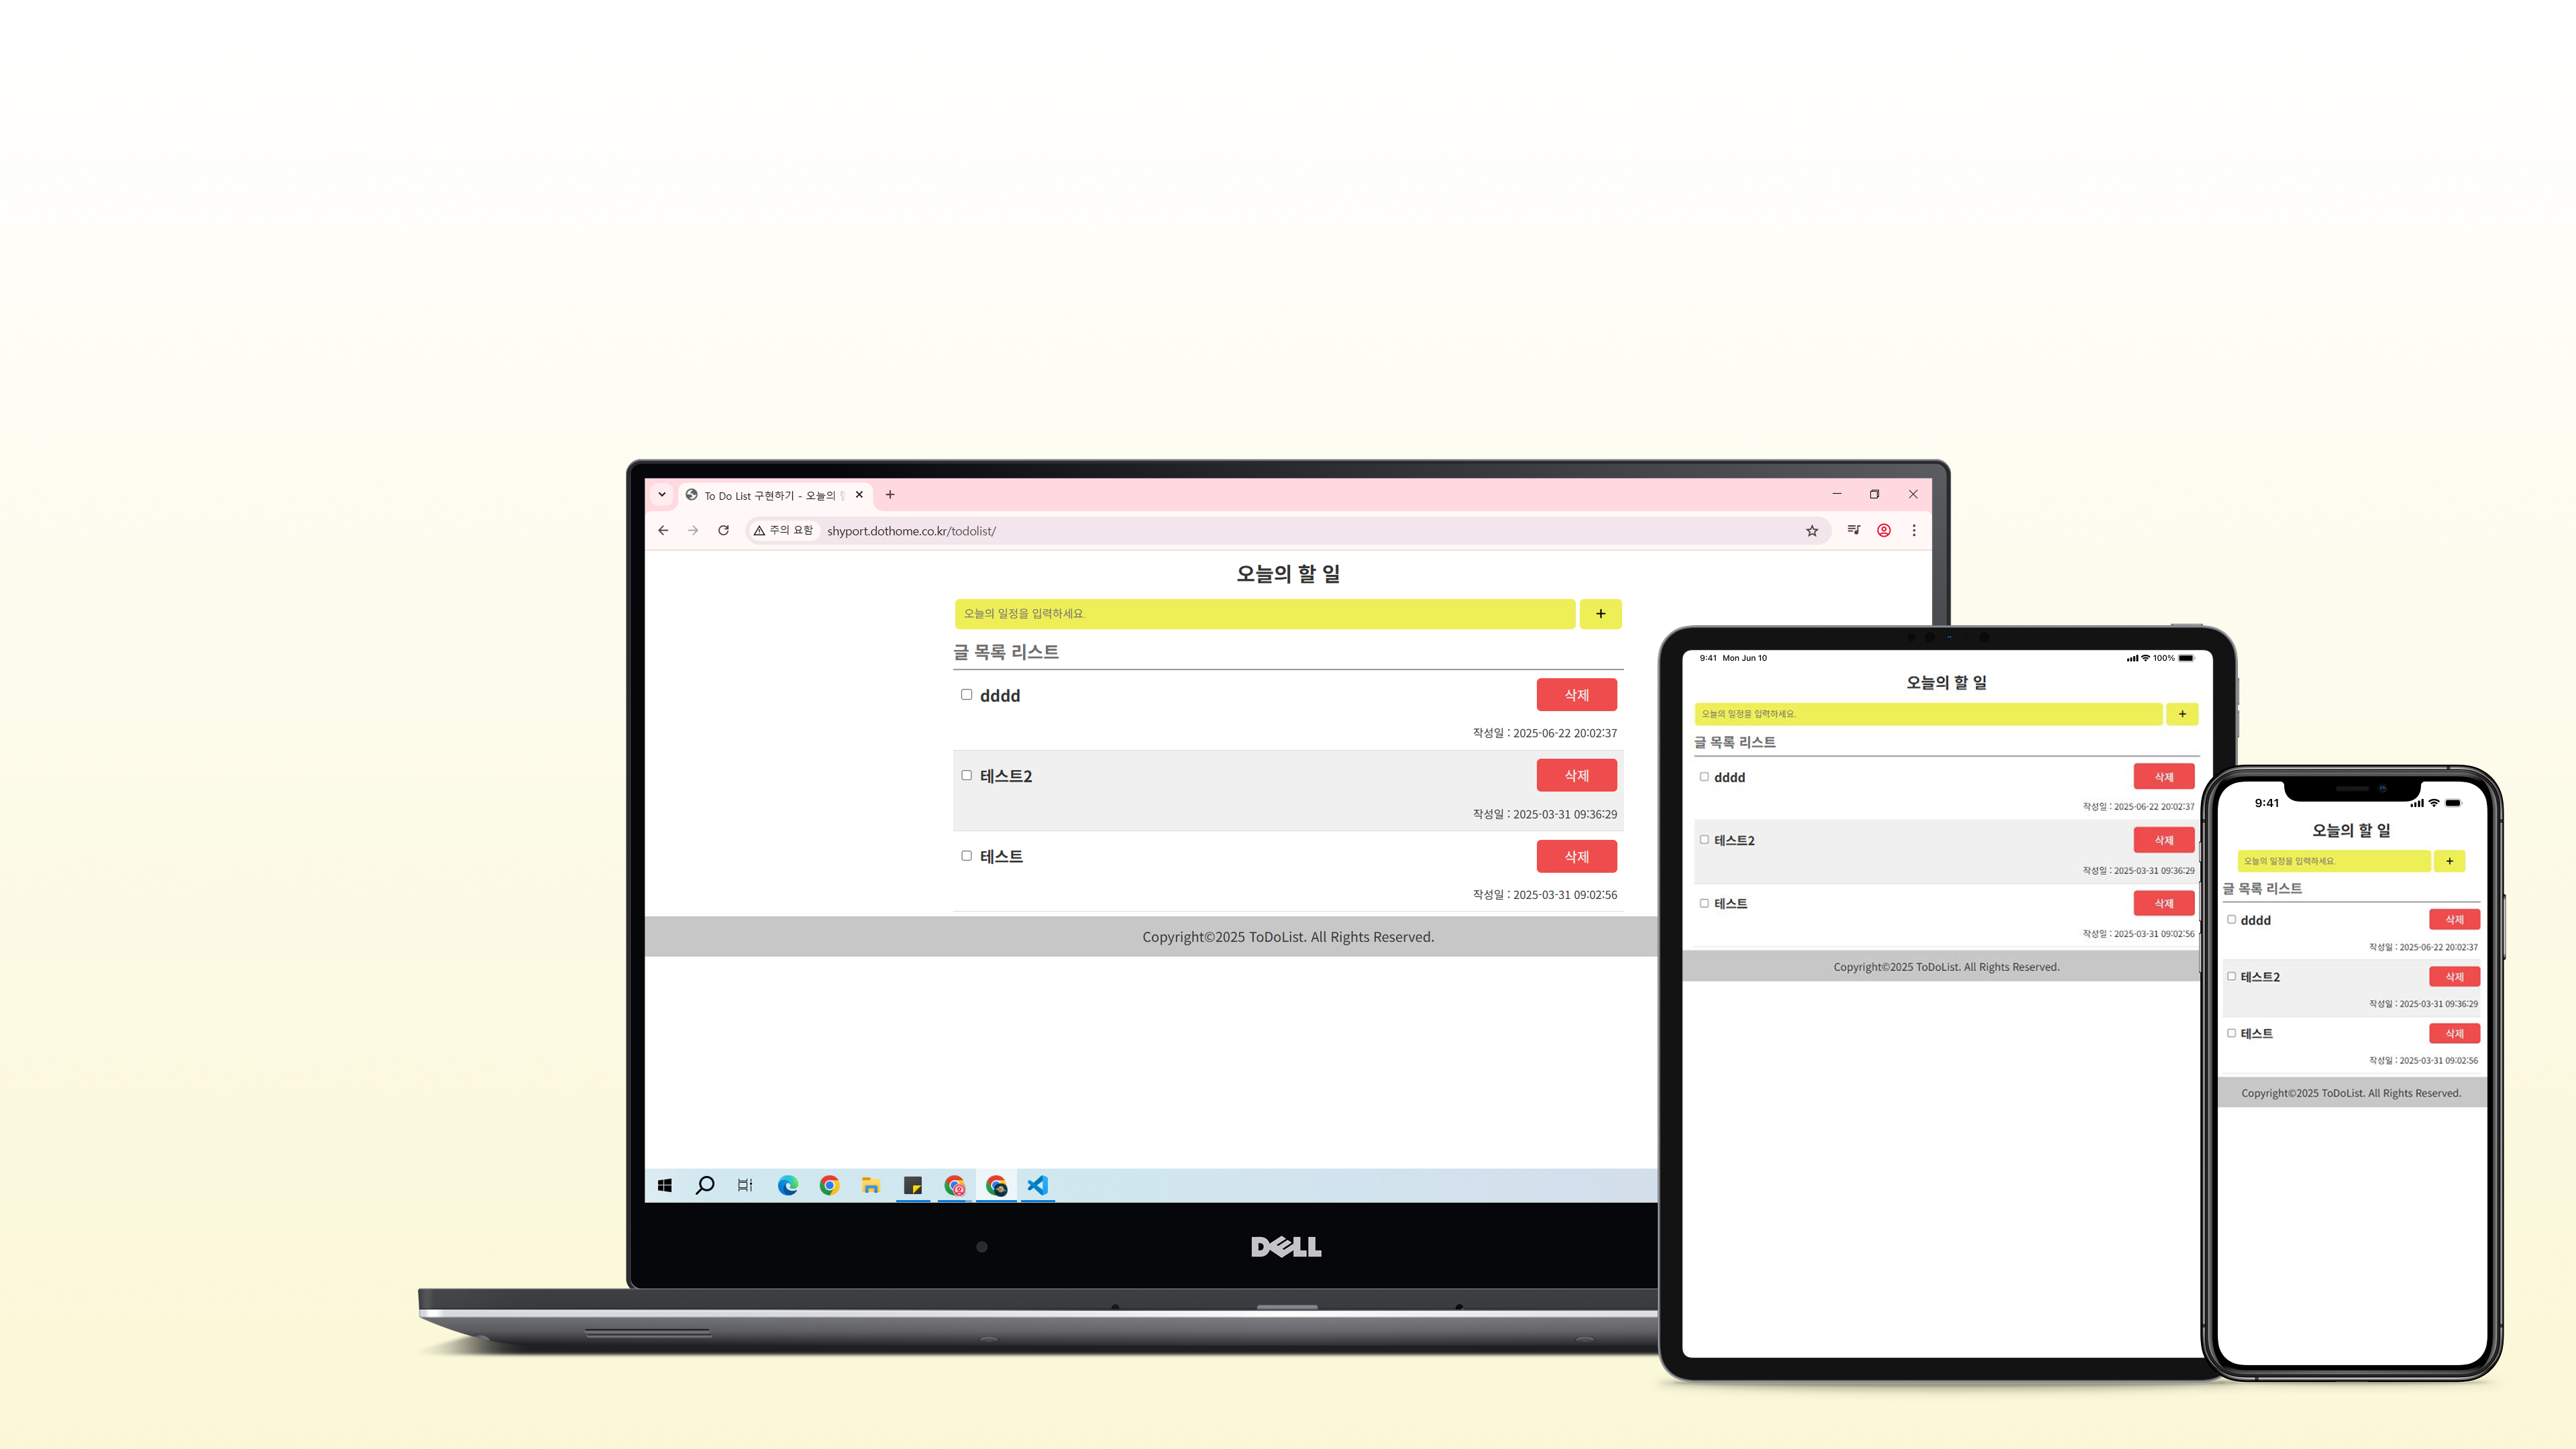 To Do List 구현하기 - 오늘의
주의 요함 shyport.dothome.co.kr/todolist/
오늘의 할 일
오늘의 일정을 입력하세요. +
글 목록 리스트
dddd 삭제
작성일 : 2025-06-22 20:02:37
테스트2 삭제
작성일 : 2025-03-31 09:36:29
테스트 삭제
작성일 : 2025-03-31 09:02:56
Copyright©2025 ToDoList. All Rights Reserved.
DELL
9:41 Mon Jun 10 100%
오늘의 할 일
오늘의 일정을 입력하세요. +
글 목록 리스트
dddd 삭제
작성일 : 2025-06-22 20:02:37
테스트2 삭제
작성일 : 2025-03-31 09:36:29
테스트 삭제
작성일 : 2025-03-31 09:02:56
Copyright©2025 ToDoList. All Rights Reserved.
9:41
오늘의 할 일
오늘의 일정을 입력하세요. +
글 목록 리스트
dddd 삭제
작성일 : 2025-06-22 20:02:37
테스트2 삭제
작성일 : 2025-03-31 09:36:29
테스트 삭제
작성일 : 2025-03-31 09:02:56
Copyright©2025 ToDoList. All Rights Reserved.